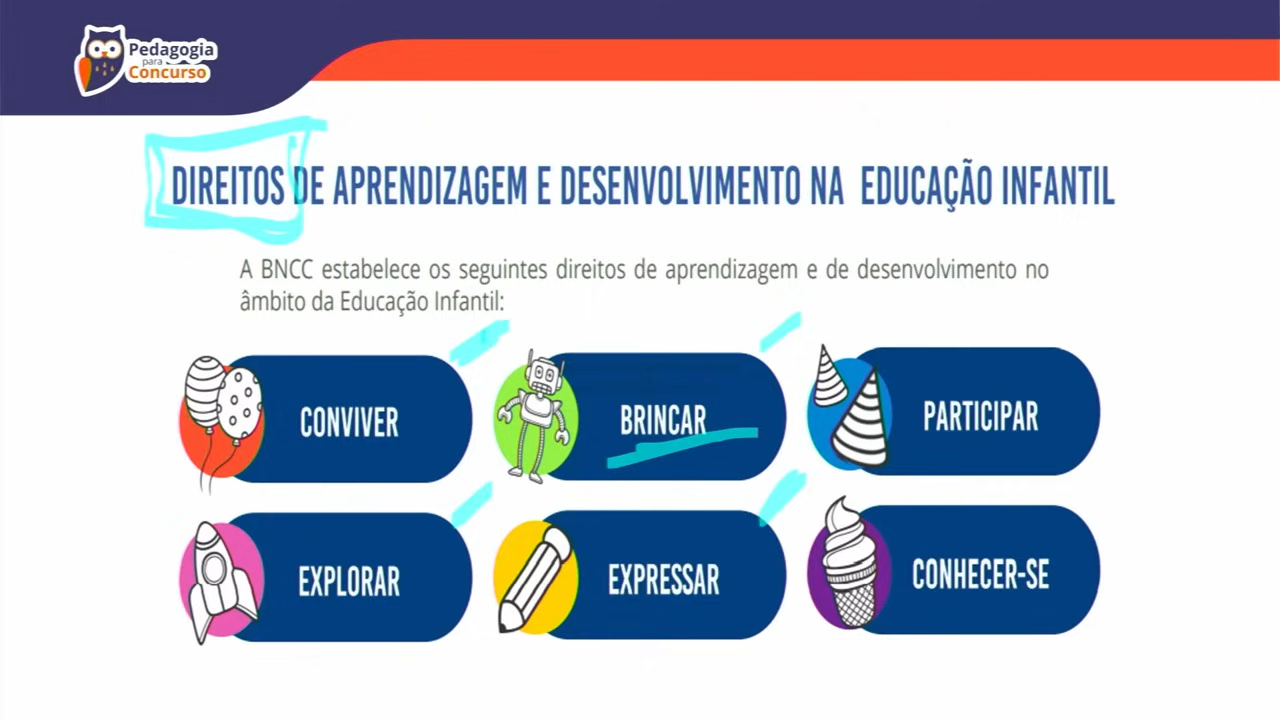 Pedagogia
para
Concurso
DIREITOS DE APRENDIZAGEM E DESENVOLVIMENTO NA EDUCAÇÃO INFANTIL
A BNCC estabelece os seguintes direitos de aprendizagem e de desenvolvimento no
âmbito da Educação Infantil:
CONVIVER
BRINCAR
PARTICIPAR
EXPLORAR
EXPRESSAR
CONHECER-SE